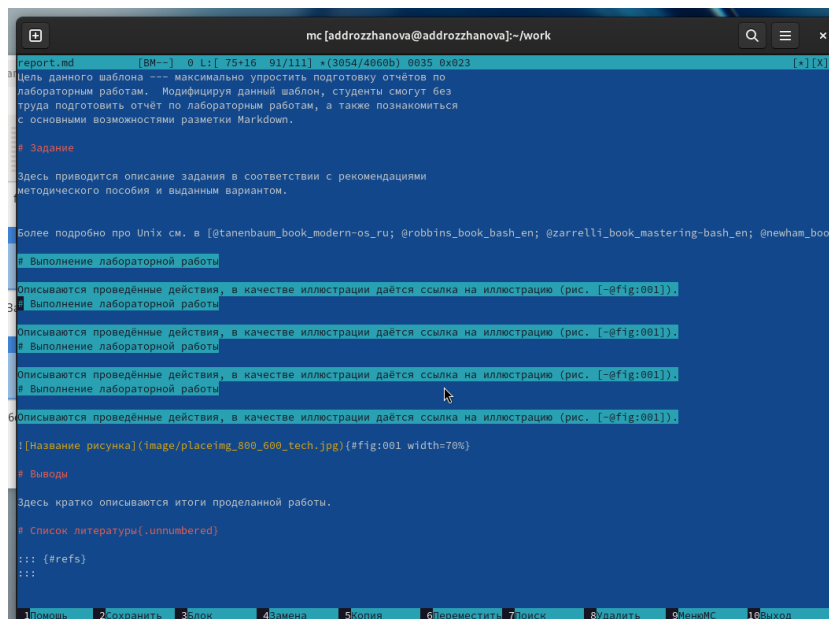 mc [addrozzhanova@addrozzhanova]:~/work
report.md [BM--] 0 L:[ 75+16 91/111] *(3054/4060b) 0035 0x023 [*][X]
Цель данного шаблона --- максимально упростить подготовку отчётов по
лабораторным работам. Модифицируя данный шаблон, студенты смогут без
труда подготовить отчёт по лабораторным работам, а также познакомиться
с основными возможностями разметки Markdown.
# Задание
Здесь приводится описание задания в соответствии с рекомендациями
методического пособия и выданным вариантом.
Более подробно про Unix см. в [@tanenbaum_book_modern-os_ru; @robbins_book_bash_en; @zarrelli_book_mastering-bash_en; @newham_boo
# Выполнение лабораторной работы
Описываются проведённые действия, в качестве иллюстрации даётся ссылка на иллюстрацию (рис. [-@fig:001]).
# Выполнение лабораторной работы
Описываются проведённые действия, в качестве иллюстрации даётся ссылка на иллюстрацию (рис. [-@fig:001]).
# Выполнение лабораторной работы
Описываются проведённые действия, в качестве иллюстрации даётся ссылка на иллюстрацию (рис. [-@fig:001]).
# Выполнение лабораторной работы
Описываются проведённые действия, в качестве иллюстрации даётся ссылка на иллюстрацию (рис. [-@fig:001]).
![Название рисунка](image/placeimg_800_600_tech.jpg){#fig:001 width=70%}
# Выводы
Здесь кратко описываются итоги проделанной работы.
# Список литературы{.unnumbered}
::: {#refs}
:::
1Помощь 2Сохранить 3Блок 4Замена 5Копия 6Переместить 7Поиск 8Удалить 9МенюMC 10Выход